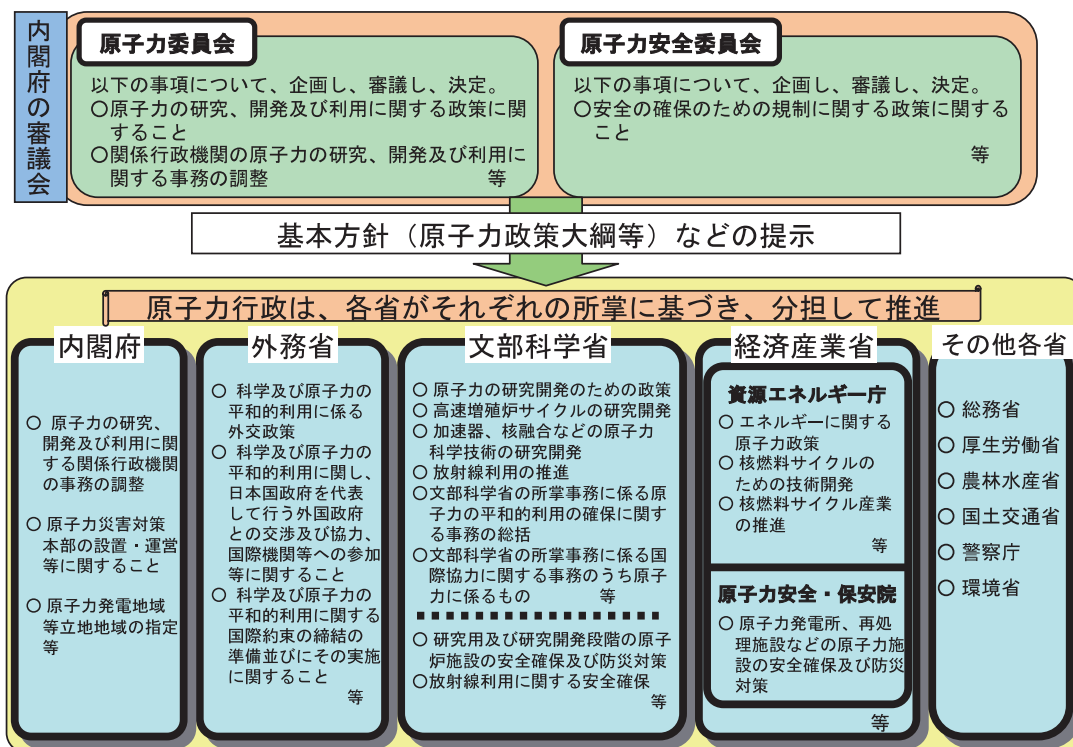 内閣府の審議会
原子力委員会
以下の事項について、企画し、審議し、決定。
○原子力の研究、開発及び利用に関する政策に関
すること
○関係行政機関の原子力の研究、開発及び利用に
関する事務の調整 等
原子力安全委員会
以下の事項について、企画し、審議し、決定。
○安全の確保のための規制に関する政策に関する
こと
等
基本方針（原子力政策大綱等）などの提示
原子力行政は、各省がそれぞれの所掌に基づき、分担して推進
内閣府
○ 原子力の研究、
開発及び利用に関
する関係行政機関
の事務の調整
○ 原子力災害対策
本部の設置・運営
等に関すること
○ 原子力発電地域
等立地地域の指定
等
外務省
○ 科学及び原子力の
平和的利用に係る
外交政策
○ 科学及び原子力の
平和的利用に関し、
日本国政府を代表
して行う外国政府
との交渉及び協力、
国際機関等への参加
等に関すること
○ 科学及び原子力の
平和的利用に関する
国際約束の締結の
準備並びにその実施
に関すること
等
文部科学省
○ 原子力の研究開発のための政策
○ 高速増殖炉サイクルの研究開発
○ 加速器、核融合などの原子力
科学技術の研究開発
○ 放射線利用の推進
○文部科学省の所掌事務に係る原
子力の平和的利用の確保に関す
る事務の総括
○文部科学省の所掌事務に係る国
際協力に関する事務のうち原子
力に係るもの 等
○ 研究用及び研究開発段階の原子
炉施設の安全確保及び防災対策
○放射線利用に関する安全確保
等
経済産業省
資源エネルギー庁
○ エネルギーに関する
原子力政策
○ 核燃料サイクルの
ための技術開発
○ 核燃料サイクル産業
の推進
等
原子力安全・保安院
○ 原子力発電所、再処
理施設などの原子力施
設の安全確保及び防災
対策
等
その他各省
○ 総務省
○ 厚生労働省
○ 農林水産省
○ 国土交通省
○ 警察庁
○ 環境省